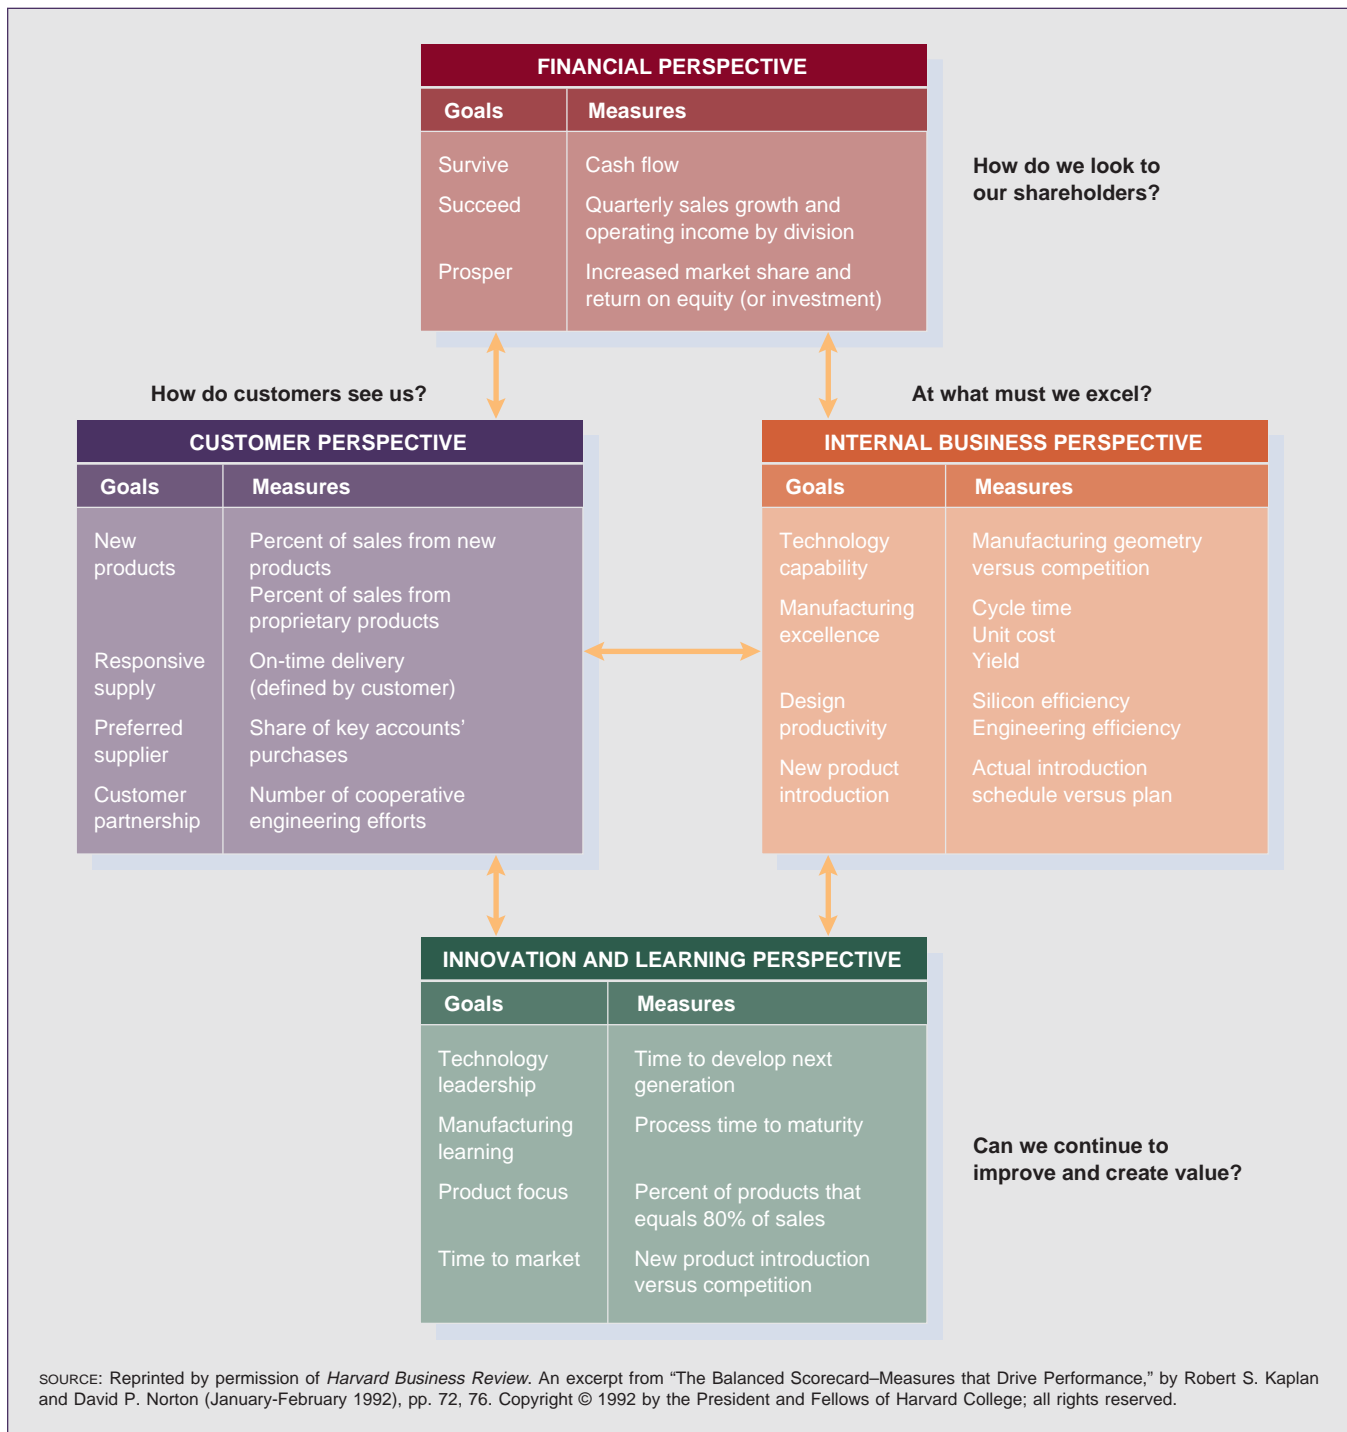 FINANCIAL PERSPECTIVE
Goals Measures
Survive Cash flow
Succeed Quarterly sales growth and
operating income by division
Prosper Increased market share and
return on equity (or investment)
How do we look to
our shareholders?
How do customers see us?
At what must we excel?
CUSTOMER PERSPECTIVE
Goals Measures
New Percent of sales from new
products products
Percent of sales from
proprietary products
Responsive On-time delivery
supply (defined by customer)
Preferred Share of key accounts’
supplier purchases
Customer Number of cooperative
partnership engineering efforts
INTERNAL BUSINESS PERSPECTIVE
Goals Measures
Technology Manufacturing geometry
capability versus competition
Manufacturing Cycle time
excellence Unit cost
Yield
Design Silicon efficiency
productivity Engineering efficiency
New product Actual introduction
introduction schedule versus plan
INNOVATION AND LEARNING PERSPECTIVE
Goals Measures
Technology Time to develop next
leadership generation
Manufacturing Process time to maturity
learning
Product focus Percent of products that
equals 80% of sales
Time to market New product introduction
versus competition
Can we continue to
improve and create value?
SOURCE: Reprinted by permission of Harvard Business Review. An excerpt from “The Balanced Scorecard–Measures that Drive Performance,” by Robert S. Kaplan
and David P. Norton (January-February 1992), pp. 72, 76. Copyright © 1992 by the President and Fellows of Harvard College; all rights reserved.